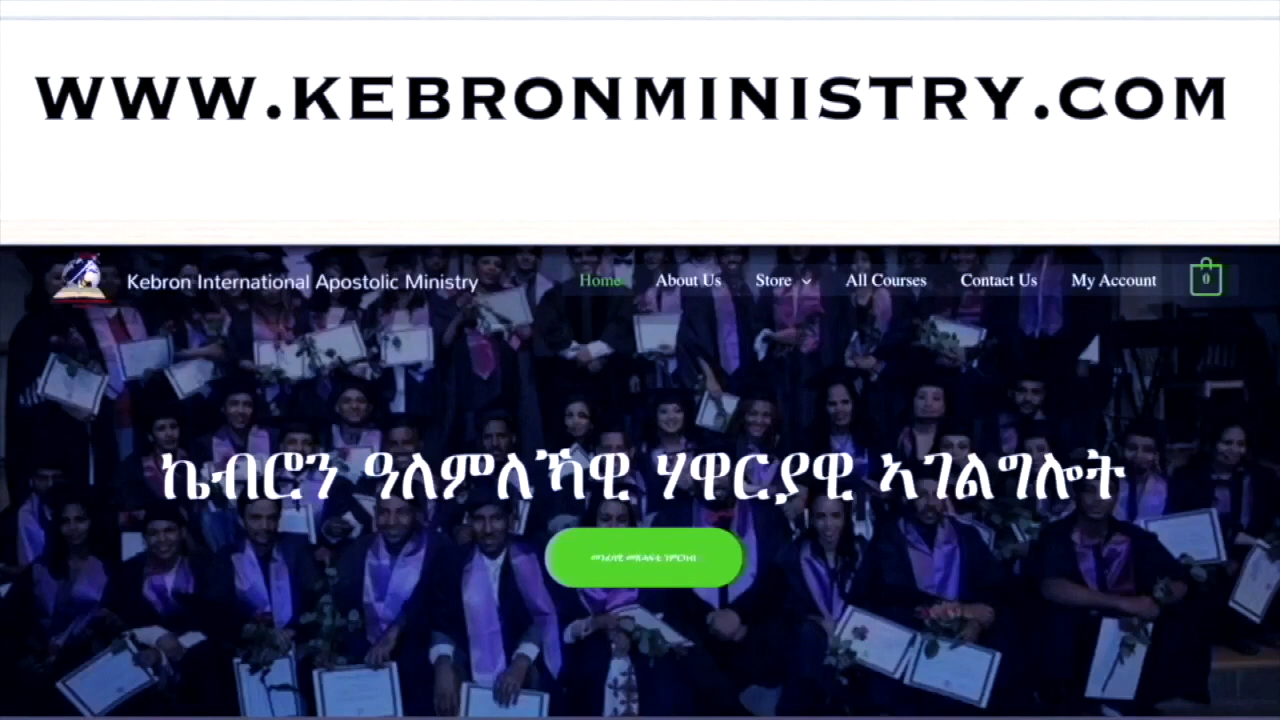 WWW.KEBRONMINISTRY.COM
Kebron International Apostolic Ministry
Home About Us Store All Courses Contact Us My Account 0
ኬብሮን ዓለምለኻዊ ሃዋርያዊ ኣገልግሎት